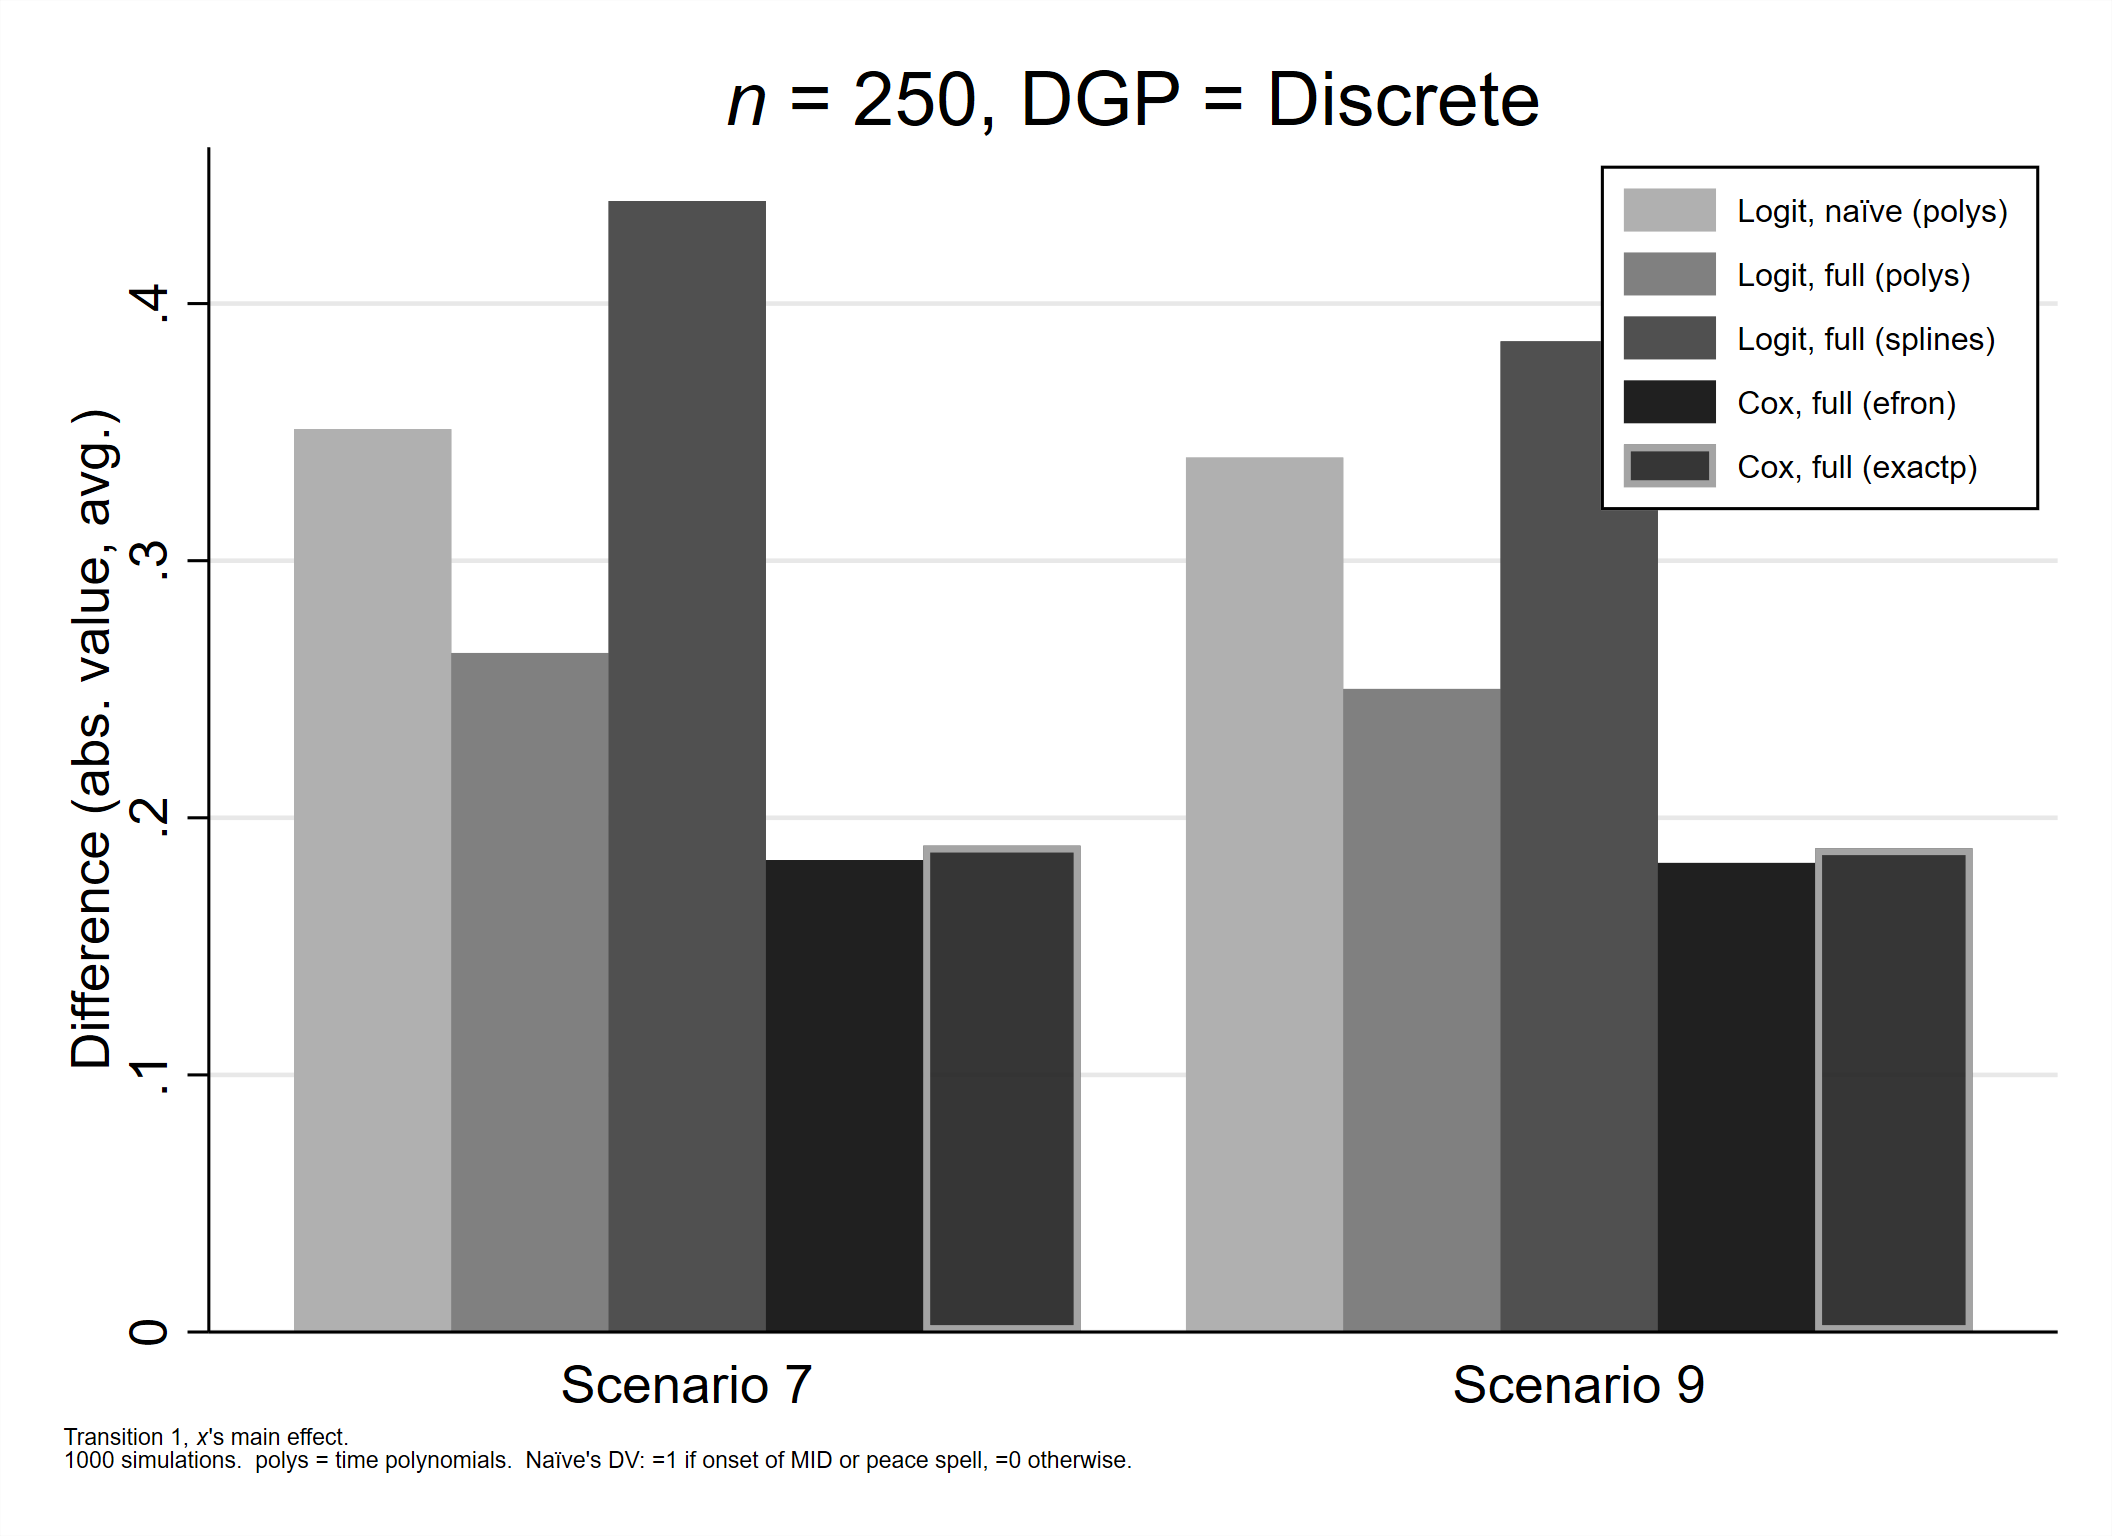 n = 250, DGP = Discrete
Difference (abs. value, avg.)
.4
.3
.2
.1
0
Logit, naïve (polys)
Logit, full (polys)
Logit, full (splines)
Cox, full (efron)
Cox, full (exactp)
Scenario 7
Scenario 9
Transition 1, x's main effect.
1000 simulations.  polys = time polynomials.  Naïve's DV: =1 if onset of MID or peace spell, =0 otherwise.